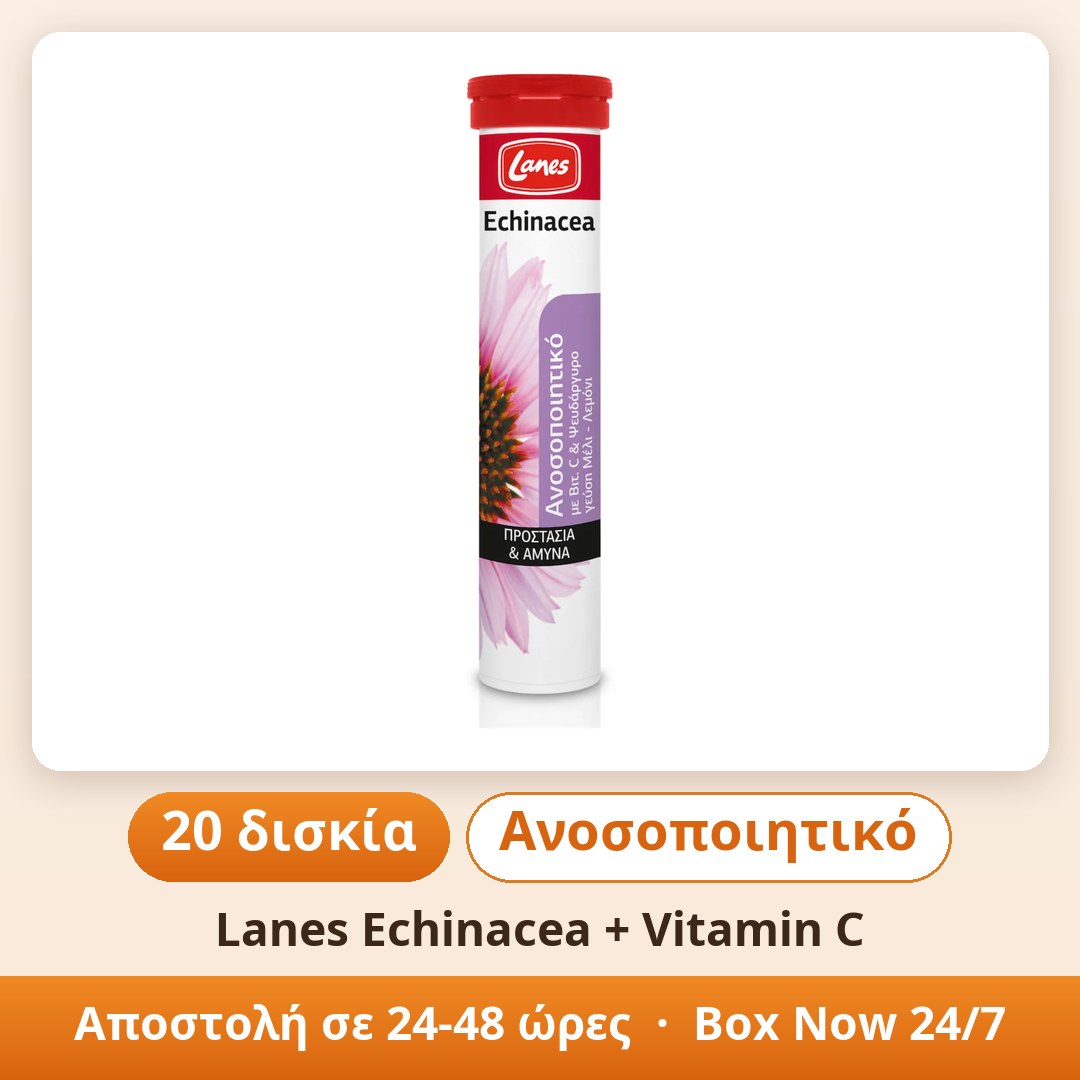 Lanes
Echinacea
Ανοσοποιητικό
με Βιτ. C & Ψευδάργυρο
γεύση Μέλι - Λεμόνι
ΠΡΟΣΤΑΣΙΑ
& ΑΜΥΝΑ
20 δισκία
Ανοσοποιητικό
Lanes Echinacea + Vitamin C
Αποστολή σε 24-48 ώρες · Box Now 24/7